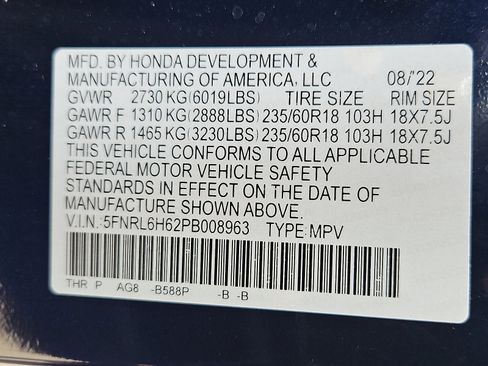 MFD. BY HONDA DEVELOPMENT &
MANUFACTURING OF AMERICA, LLC 08/'22
GVWR 2730 KG (6019LBS) TIRE SIZE RIM SIZE
GAWR F 1310 KG (2888LBS) 235/60R18 103H 18X7.5J
GAWR R 1465 KG (3230LBS) 235/60R18 103H 18X7.5J
THIS VEHICLE CONFORMS TO ALL APPLICABLE
FEDERAL MOTOR VEHICLE SAFETY
STANDARDS IN EFFECT ON THE DATE OF
MANUFACTURE SHOWN ABOVE.
V.I.N.:5FNRL6H62PB008963 TYPE:MPV
THR P AG8 -B588P -B -B